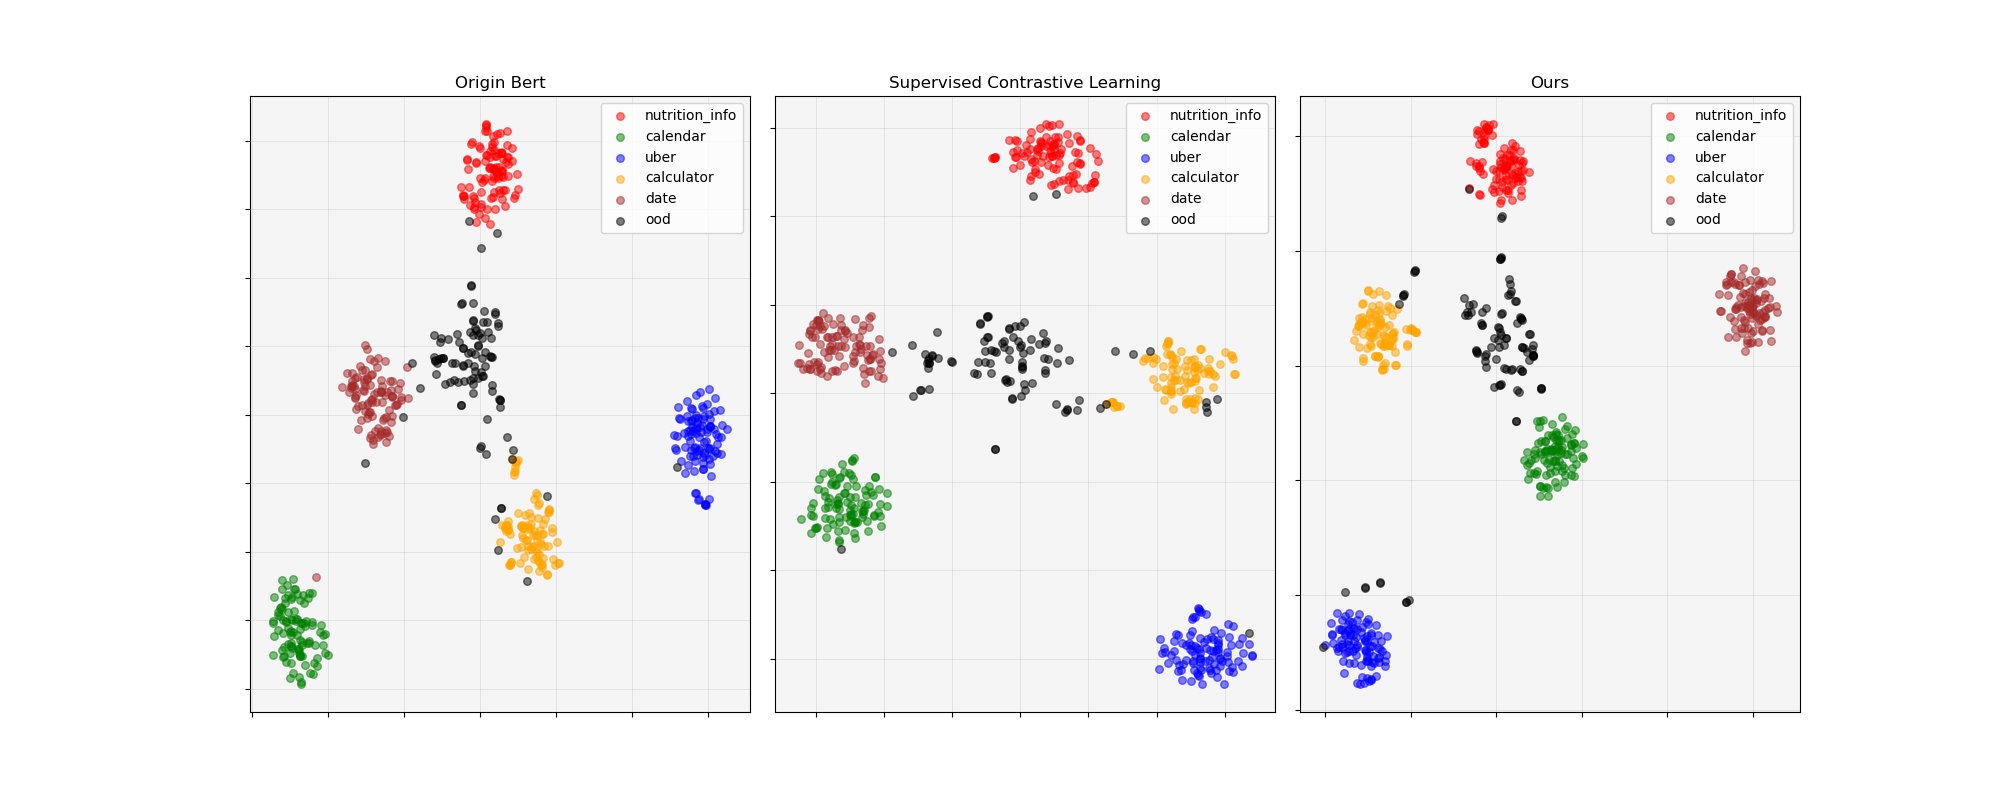 Origin Bert
nutrition_info
calendar
uber
calculator
date
ood
Supervised Contrastive Learning
nutrition_info
calendar
uber
calculator
date
ood
Ours
nutrition_info
calendar
uber
calculator
date
ood